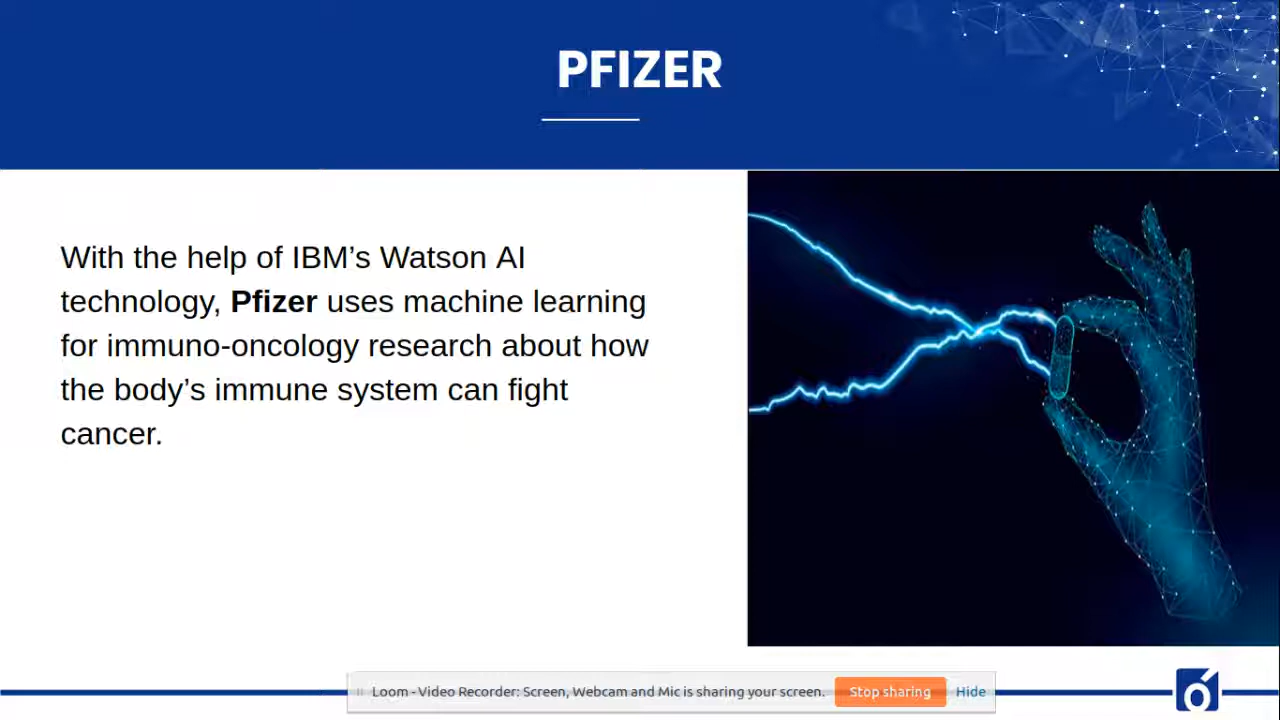 PFIZER
With the help of IBM’s Watson AI
technology, Pfizer uses machine learning
for immuno-oncology research about how
the body’s immune system can fight
cancer.
Loom - Video Recorder: Screen, Webcam and Mic is sharing your screen. Stop sharing Hide